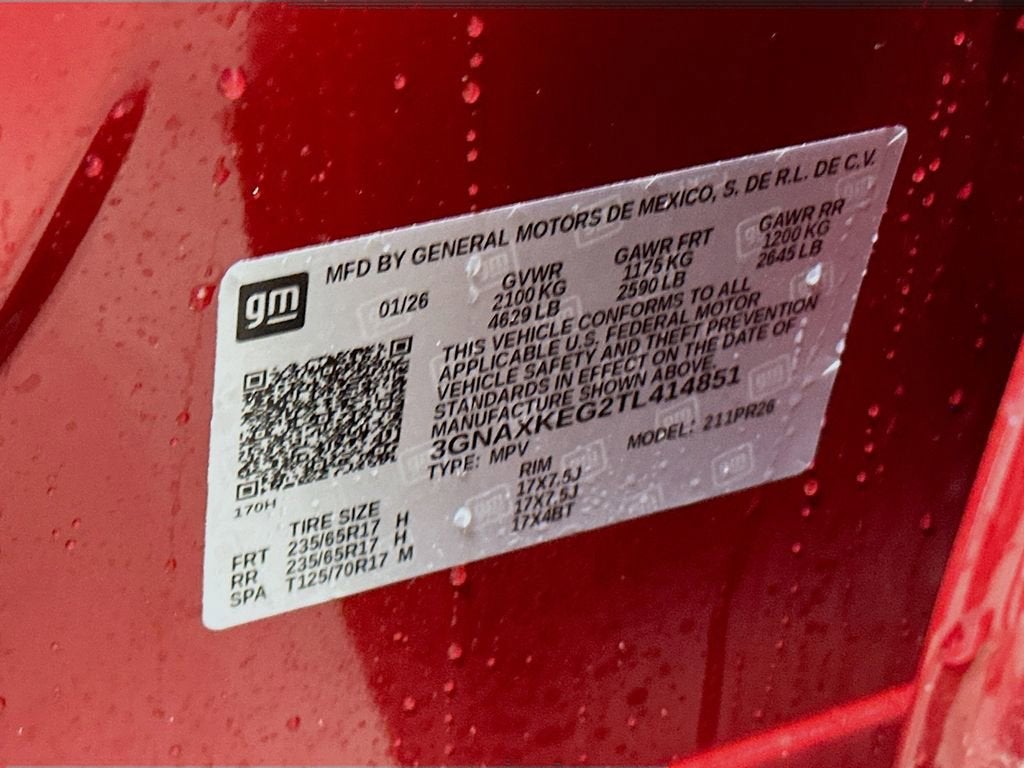 gm
MFD BY GENERAL MOTORS DE MEXICO, S. DE R.L. DE C.V.
01/26
GVWR
2100 KG
4629 LB
GAWR FRT
1175 KG
2590 LB
GAWR RR
1200 KG
2645 LB
THIS VEHICLE CONFORMS TO ALL
APPLICABLE U.S. FEDERAL MOTOR
VEHICLE SAFETY AND THEFT PREVENTION
STANDARDS IN EFFECT ON THE DATE OF
MANUFACTURE SHOWN ABOVE.
3GNAXKEG2TL414851
TYPE: MPV
MODEL: 211PR26
170H
TIRE SIZE RIM
FRT 235/65R17 H 17X7.5J
RR 235/65R17 H 17X7.5J
SPA T125/70R17 M 17X4BT